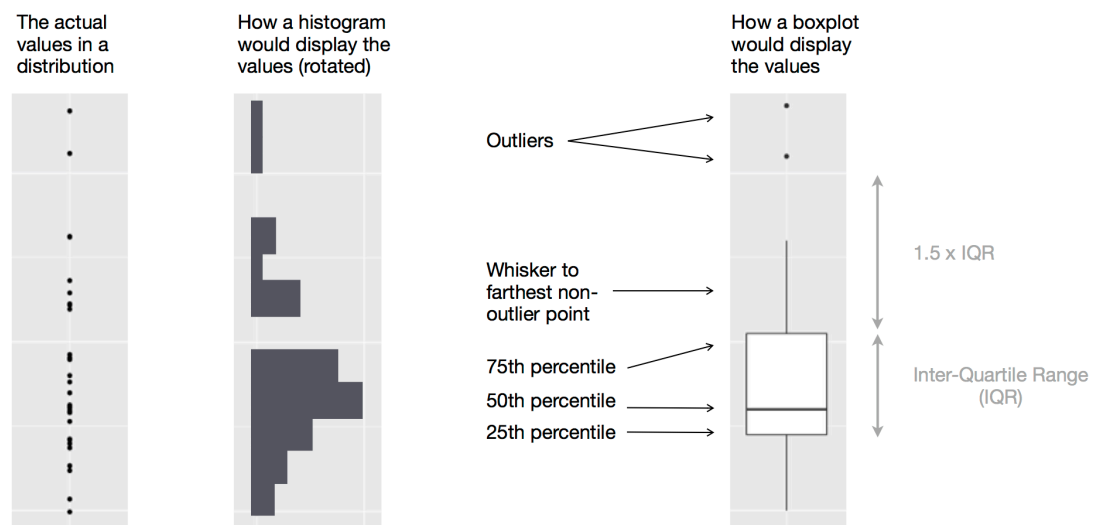 The actual
values in a
distribution
How a histogram
would display the
values (rotated)
How a boxplot
would display
the values
Outliers
1.5 x IQR
Whisker to
farthest non-
outlier point
75th percentile
Inter-Quartile Range
(IQR)
50th percentile
25th percentile